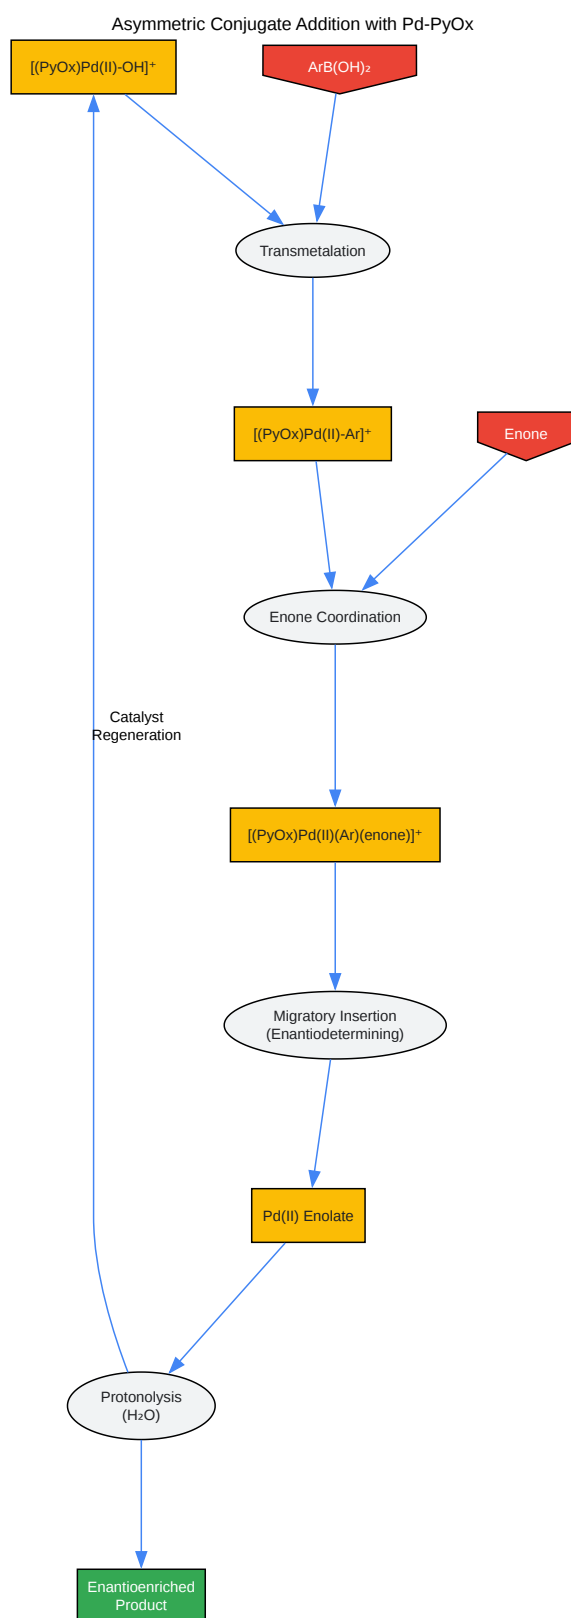 Asymmetric Conjugate Addition with Pd-PyOx
[(PyOx)Pd(II)-OH]⁺
ArB(OH)₂
Transmetalation
[(PyOx)Pd(II)-Ar]⁺
Enone
Enone Coordination
Catalyst
Regeneration
[(PyOx)Pd(II)(Ar)(enone)]⁺
Migratory Insertion
(Enantiodetermining)
Pd(II) Enolate
Protonolysis
(H₂O)
Enantioenriched
Product